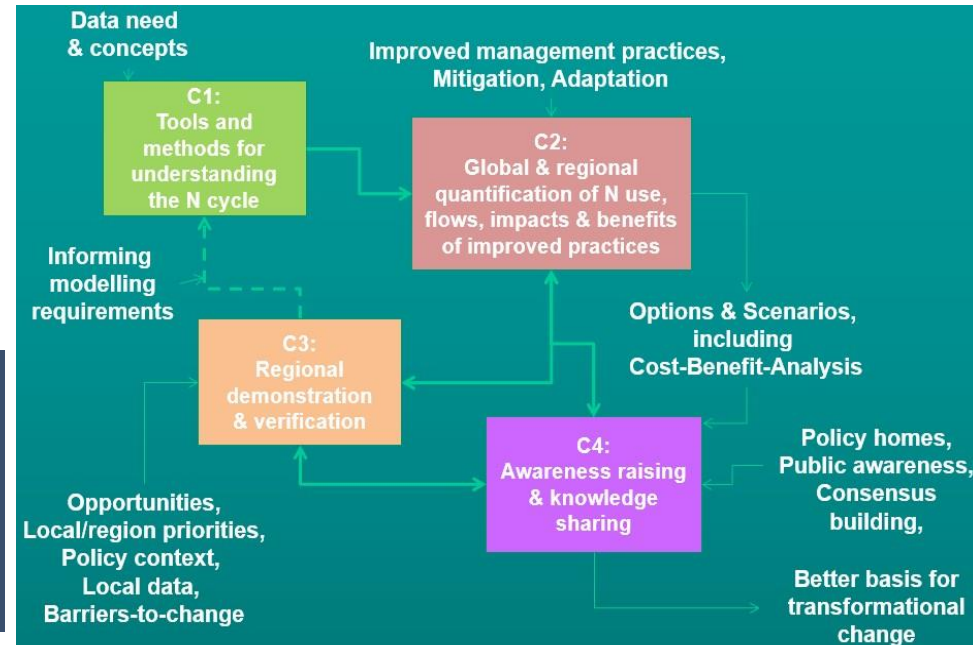 Data need
& concepts
Improved management practices,
Mitigation, Adaptation
C1:
Tools and
methods for
understanding
the N cycle
C2:
Global & regional
quantification of N use,
flows, impacts & benefits
of improved practices
Informing
modelling
requirements
Options & Scenarios,
including
Cost-Benefit-Analysis
C3:
Regional
demonstration
& verification
C4:
Awareness raising
& knowledge
sharing
Policy homes,
Public awareness,
Consensus
building,
Opportunities,
Local/region priorities,
Policy context,
Local data,
Barriers-to-change
Better basis for
transformational
change